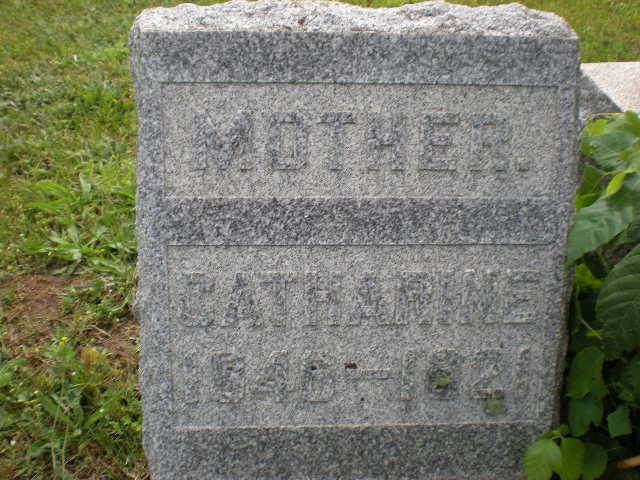 MOTHER.
CATHARINE
1846-1921